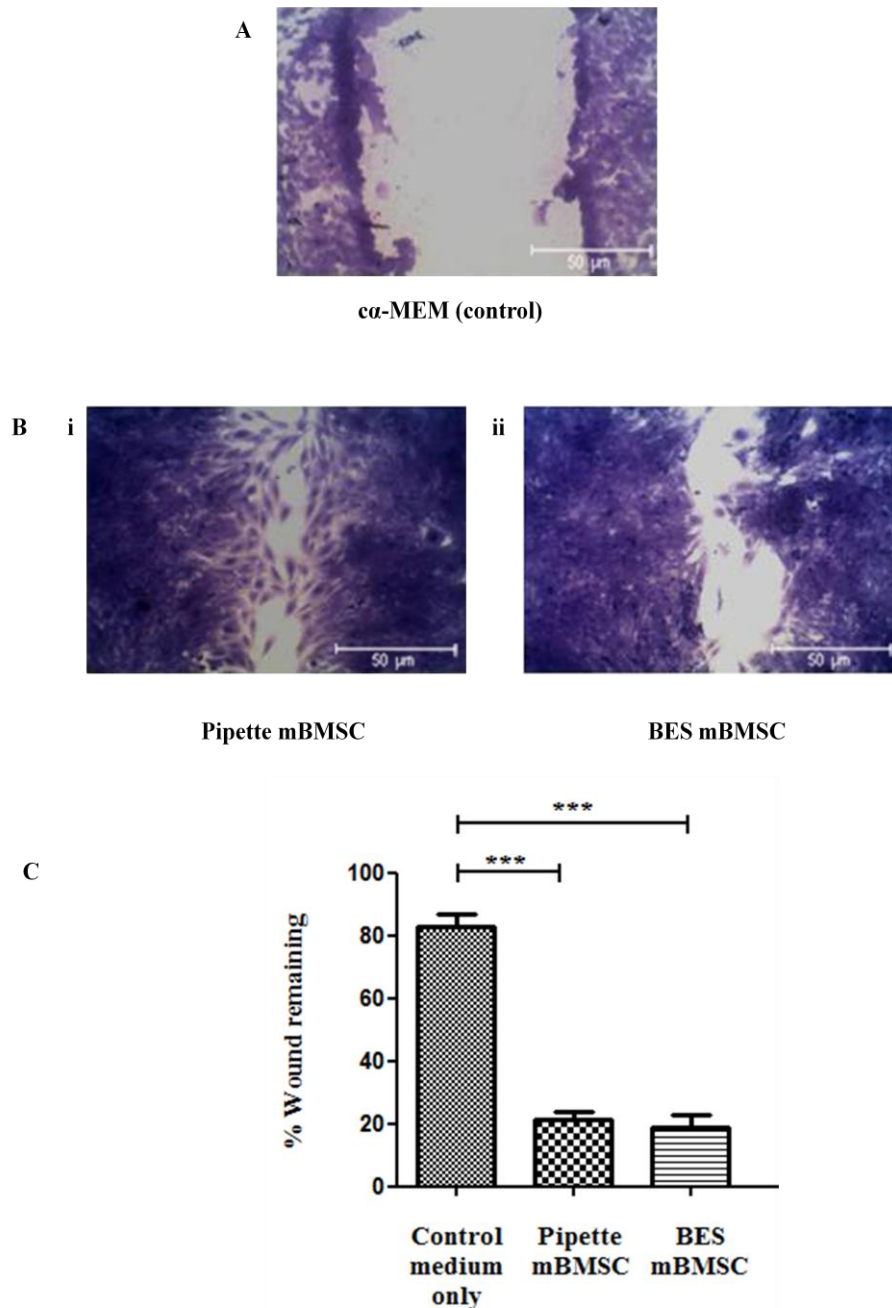 A
50 µm
cα-MEM (control)
B i
ii
50 µm
50 µm
Pipette mBMSC
BES mBMSC
C
***
***
100
80
60
40
20
0
% Wound remaining
Control
medium
only
Pipette
mBMSC
BES
mBMSC